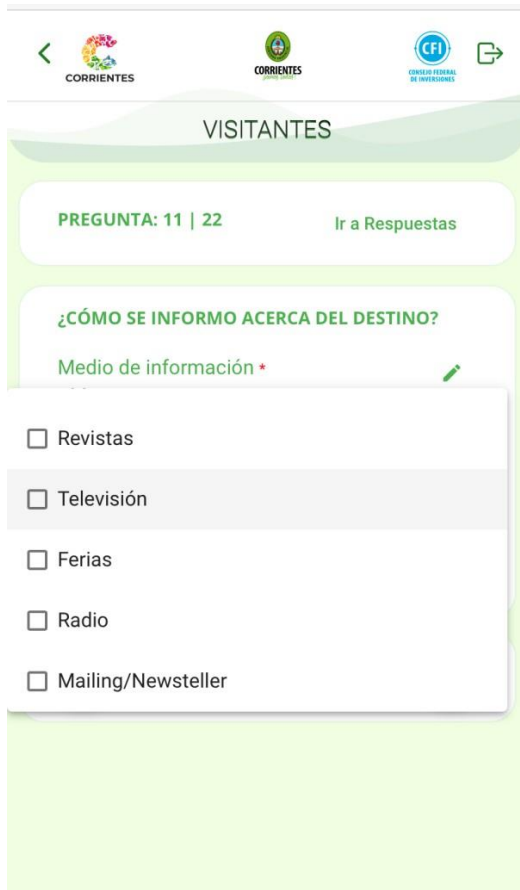 CORRIENTES
CORRIENTES
CFI
CONSEJO FEDERAL
DE INVERSIONES
VISITANTES
PREGUNTA: 11 | 22
Ir a Respuestas
¿CÓMO SE INFORMO ACERCA DEL DESTINO?
Medio de información *
Revistas
Televisión
Ferias
Radio
Mailing/Newsteller